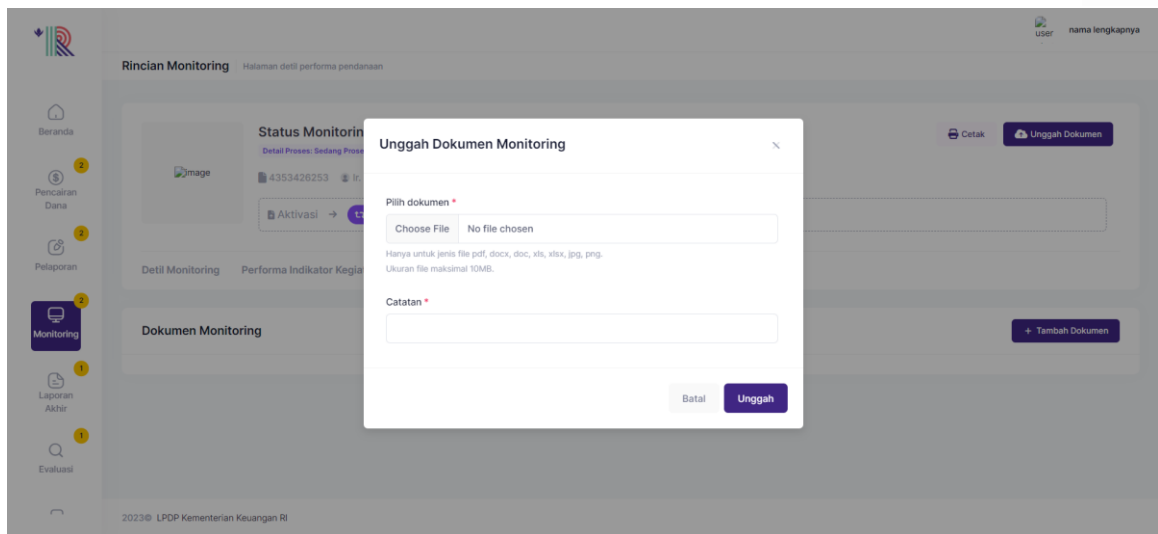 user
nama lengkapnya
Rincian Monitoring
Halaman detil performa pendanaan
Beranda
2
Pencairan
Dana
2
Pelaporan
2
Monitoring
1
Laporan
Akhir
1
Evaluasi
Image
Status Monitorin
Detail Proses: Sedang Prose
4353426253 Ir.
Aktivasi →
Cetak
Unggah Dokumen
Detil Monitoring Performa Indikator Kegia
Dokumen Monitoring
+ Tambah Dokumen
Unggah Dokumen Monitoring
Pilih dokumen *
Choose File No file chosen
Hanya untuk jenis file pdf, docx, doc, xls, xlsx, jpg, png.
Ukuran file maksimal 10MB.
Catatan *
Batal
Unggah
2023© LPDP Kementerian Keuangan RI